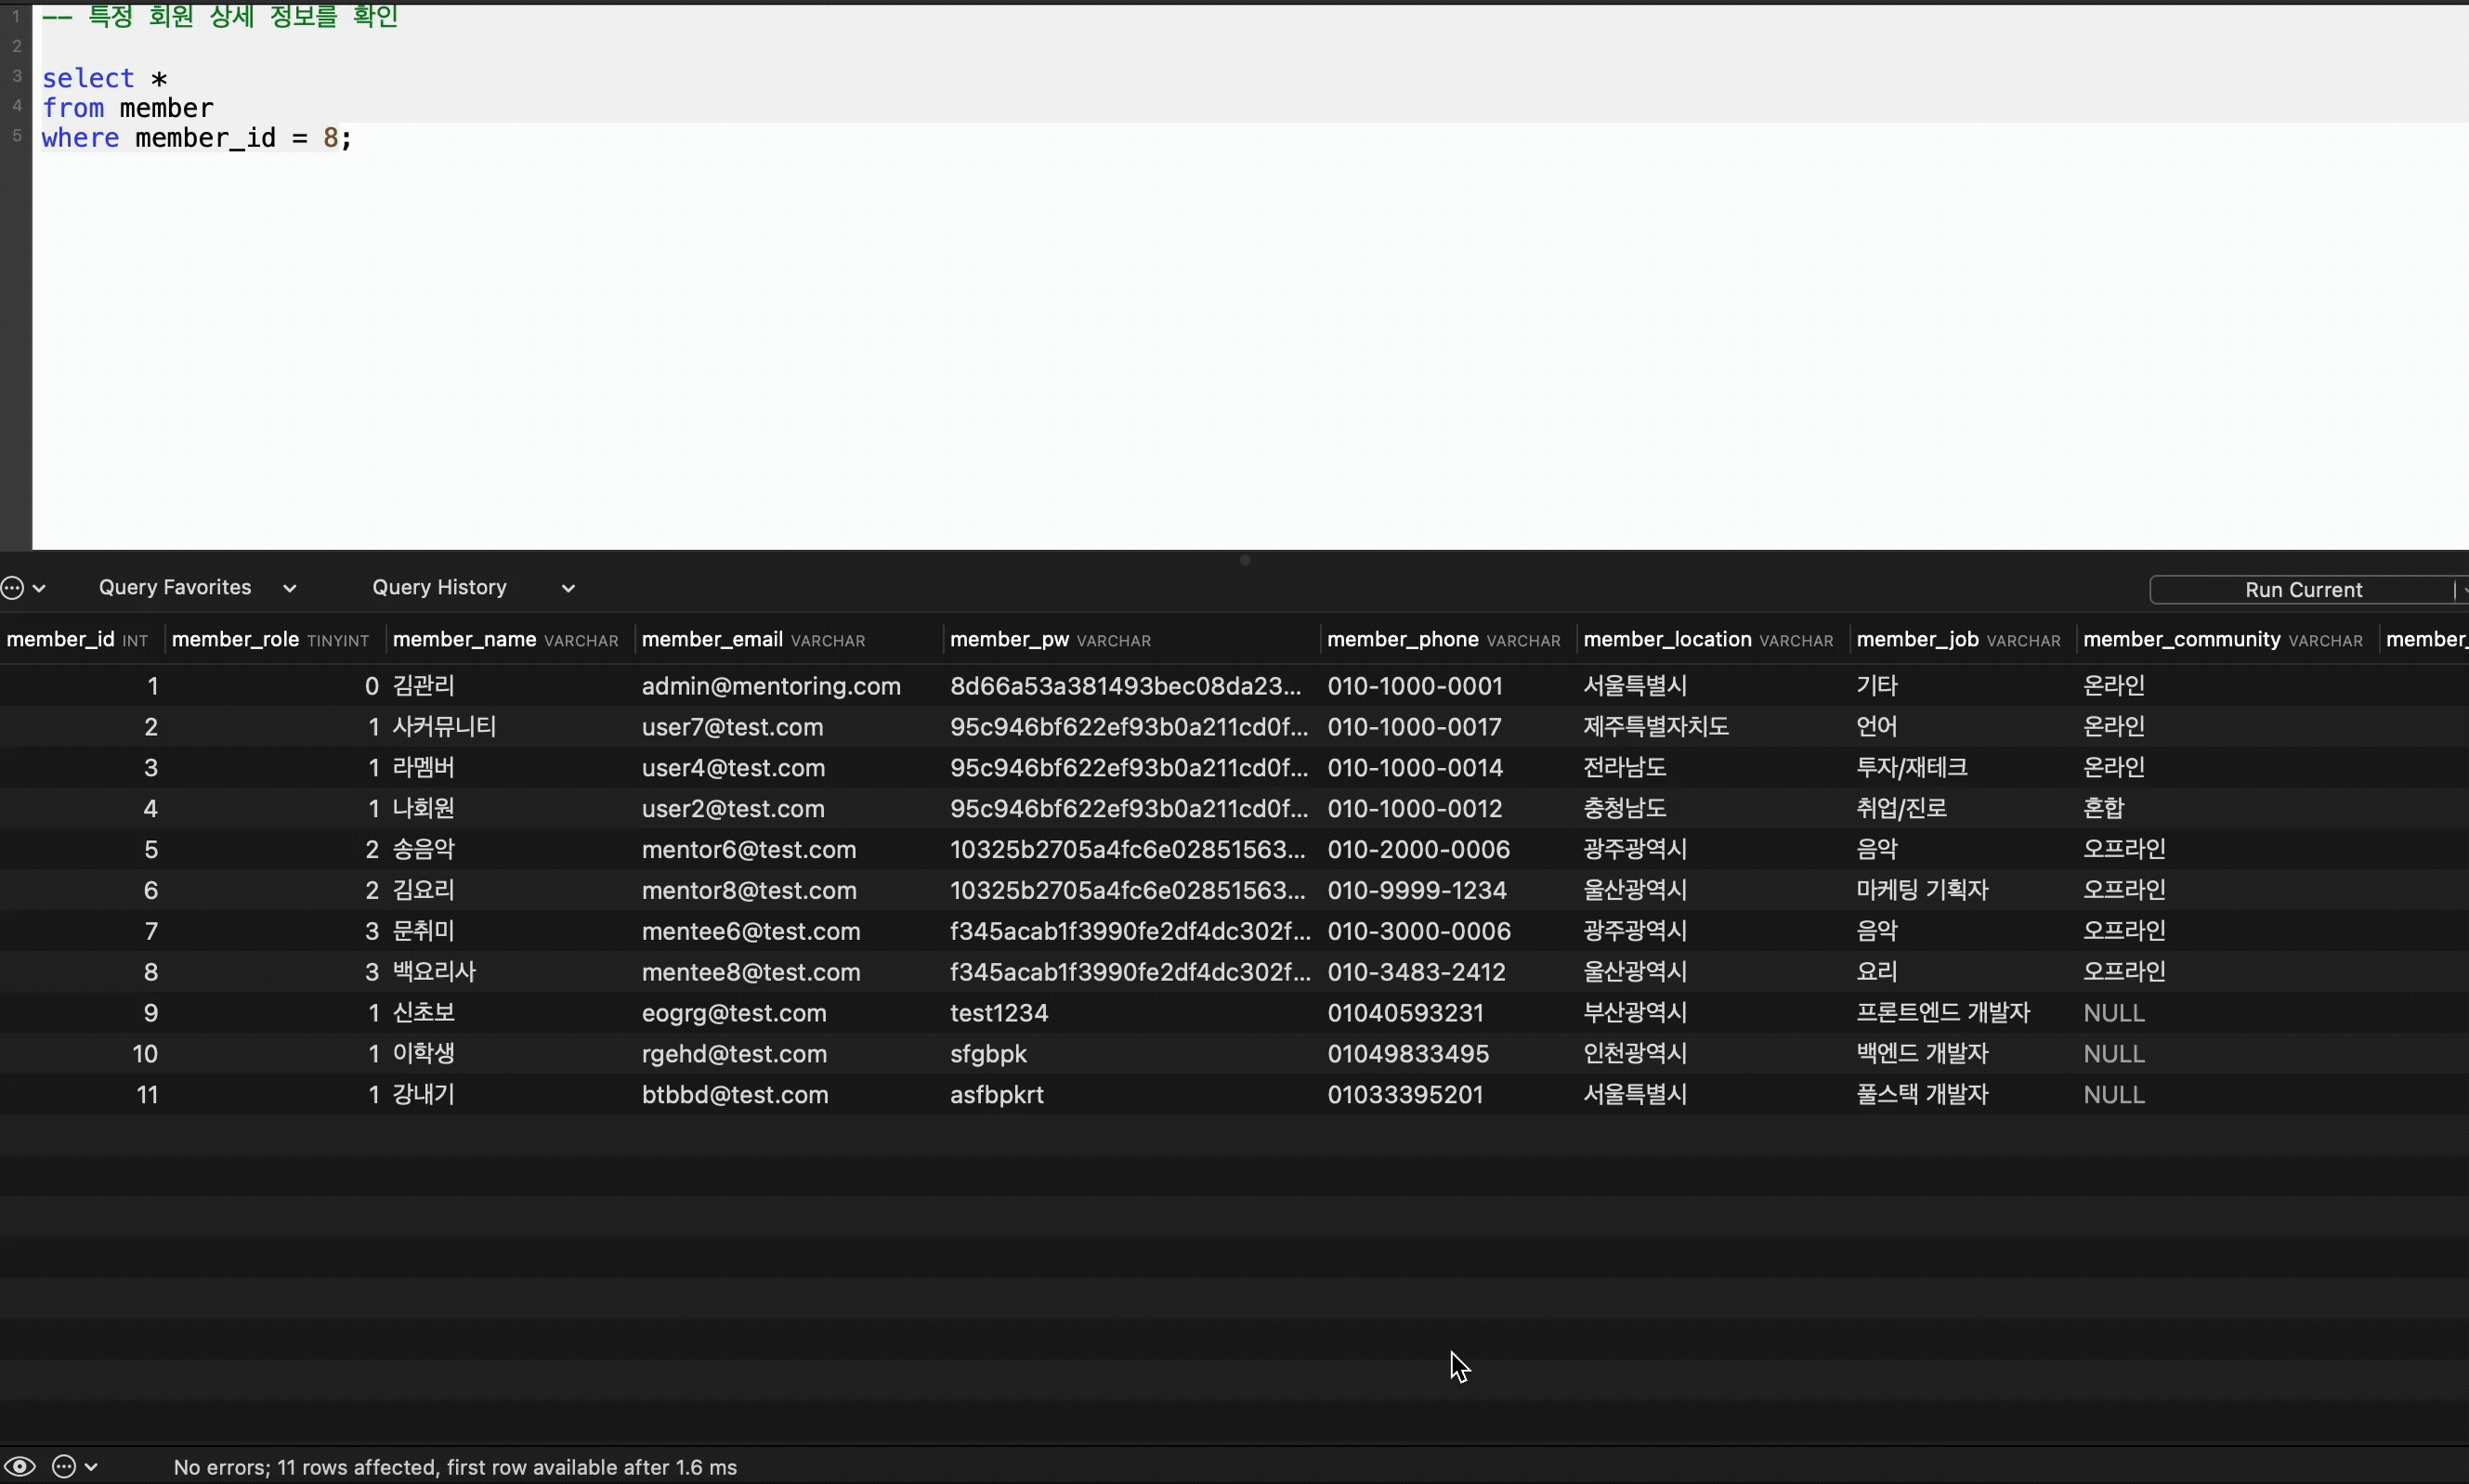 1 -- 특정 회원 상세 정보를 확인
2
3 select *
4 from member
5 where member_id = 8;
Query Favorites Query History Run Current
member_id INT member_role TINYINT member_name VARCHAR member_email VARCHAR member_pw VARCHAR member_phone VARCHAR member_location VARCHAR member_job VARCHAR member_community VARCHAR member_
1 0 김관리 admin@mentoring.com 8d66a53a381493bec08da23... 010-1000-0001 서울특별시 기타 온라인
2 1 사커뮤니티 user7@test.com 95c946bf622ef93b0a211cd0f... 010-1000-0017 제주특별자치도 언어 온라인
3 1 라멤버 user4@test.com 95c946bf622ef93b0a211cd0f... 010-1000-0014 전라남도 투자/재테크 온라인
4 1 나회원 user2@test.com 95c946bf622ef93b0a211cd0f... 010-1000-0012 충청남도 취업/진로 혼합
5 2 송음악 mentor6@test.com 10325b2705a4fc6e02851563... 010-2000-0006 광주광역시 음악 오프라인
6 2 김요리 mentor8@test.com 10325b2705a4fc6e02851563... 010-9999-1234 울산광역시 마케팅 기획자 오프라인
7 3 문취미 mentee6@test.com f345acab1f3990fe2df4dc302f... 010-3000-0006 광주광역시 음악 오프라인
8 3 백요리사 mentee8@test.com f345acab1f3990fe2df4dc302f... 010-3483-2412 울산광역시 요리 오프라인
9 1 신초보 eogrg@test.com test1234 01040593231 부산광역시 프론트엔드 개발자 NULL
10 1 이학생 rgehd@test.com sfgbpk 01049833495 인천광역시 백엔드 개발자 NULL
11 1 강내기 btbbd@test.com asfbpkrt 01033395201 서울특별시 풀스택 개발자 NULL
No errors; 11 rows affected, first row available after 1.6 ms